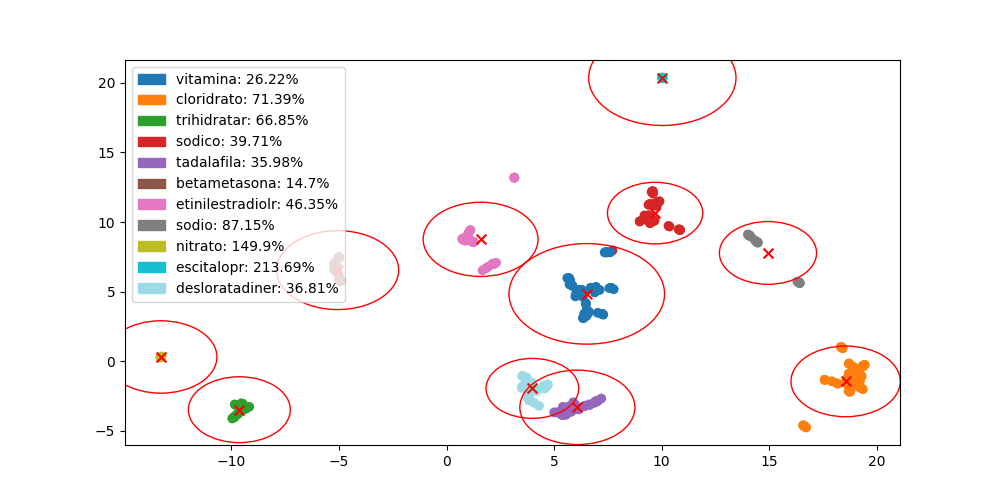 vitamina: 26.22%
cloridrato: 71.39%
trihidratar: 66.85%
sodico: 39.71%
tadalafila: 35.98%
betametasona: 14.7%
etinilestradiolr: 46.35%
sodio: 87.15%
nitrato: 149.9%
escitalopr: 213.69%
desloratadiner: 36.81%
20
15
10
5
0
−5
−10 −5 0 5 10 15 20